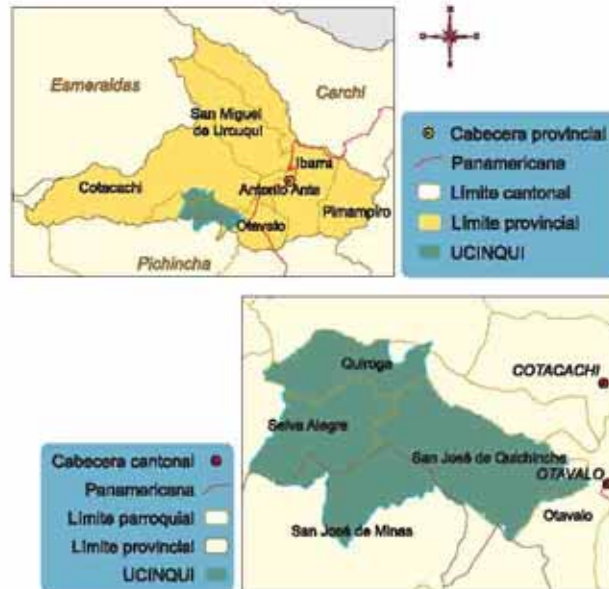 Esmeraldas
Carchi
San Miguel
de Urcuquí
Ibarra
Cotacachi
Antonio Ante
Pimampiro
Otavalo
Pichincha
Cabecera provincial
Panamericana
Límite cantonal
Límite provincial
UCINQUI
Quiroga
COTACACHI
Selva Alegre
San José de Quichinche
OTAVALO
Otavalo
San José de Minas
Cabecera cantonal
Panamericana
Límite parroquial
Límite provincial
UCINQUI